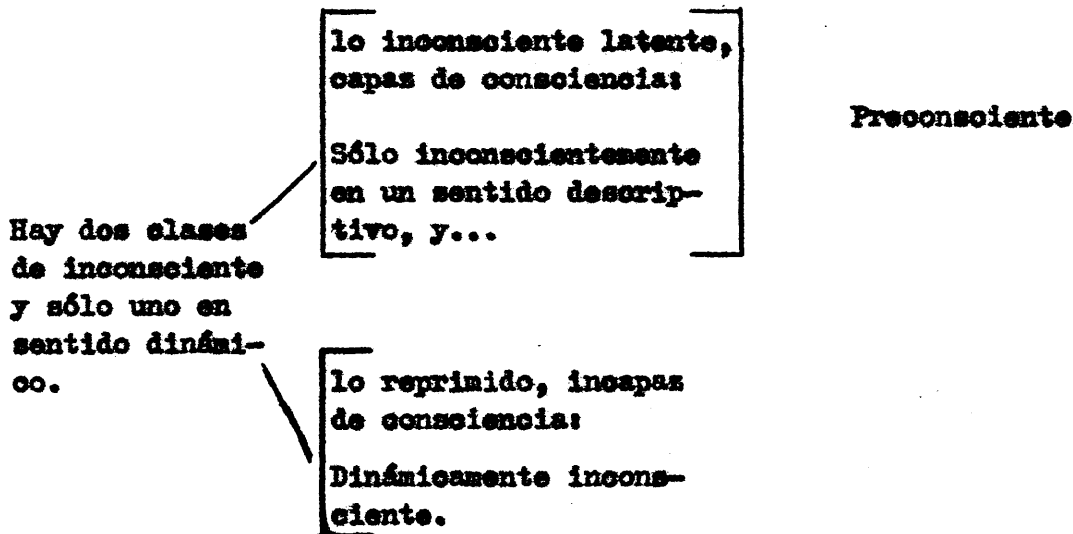 lo inconsciente latente,
capaz de consciencia:
Preconsciente
Sólo inconscientemente
en un sentido descrip-
tivo, y...
Hay dos clases
de inconsciente
y sólo uno en
sentido dinámi-
co.
lo reprimido, incapaz
de consciencia:
Dinámicamente incons-
ciente.